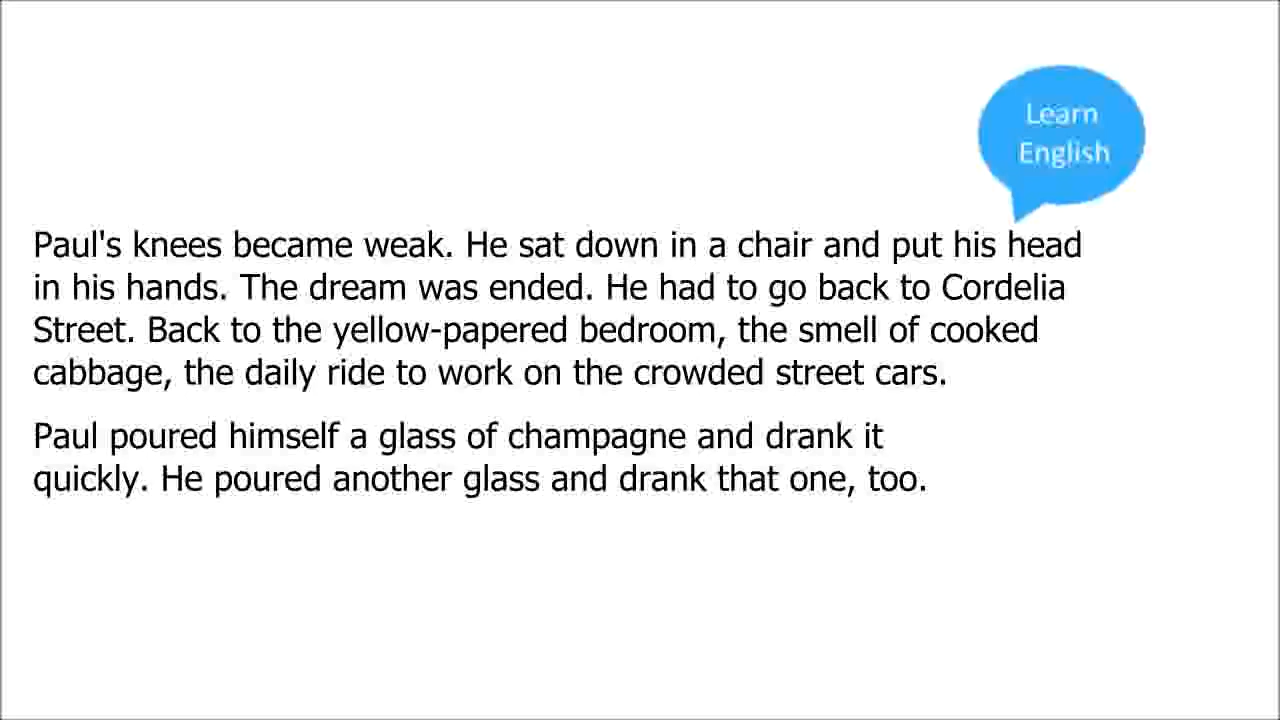 Learn
English
Paul's knees became weak. He sat down in a chair and put his head
in his hands. The dream was ended. He had to go back to Cordelia
Street. Back to the yellow-papered bedroom, the smell of cooked
cabbage, the daily ride to work on the crowded street cars.
Paul poured himself a glass of champagne and drank it
quickly. He poured another glass and drank that one, too.